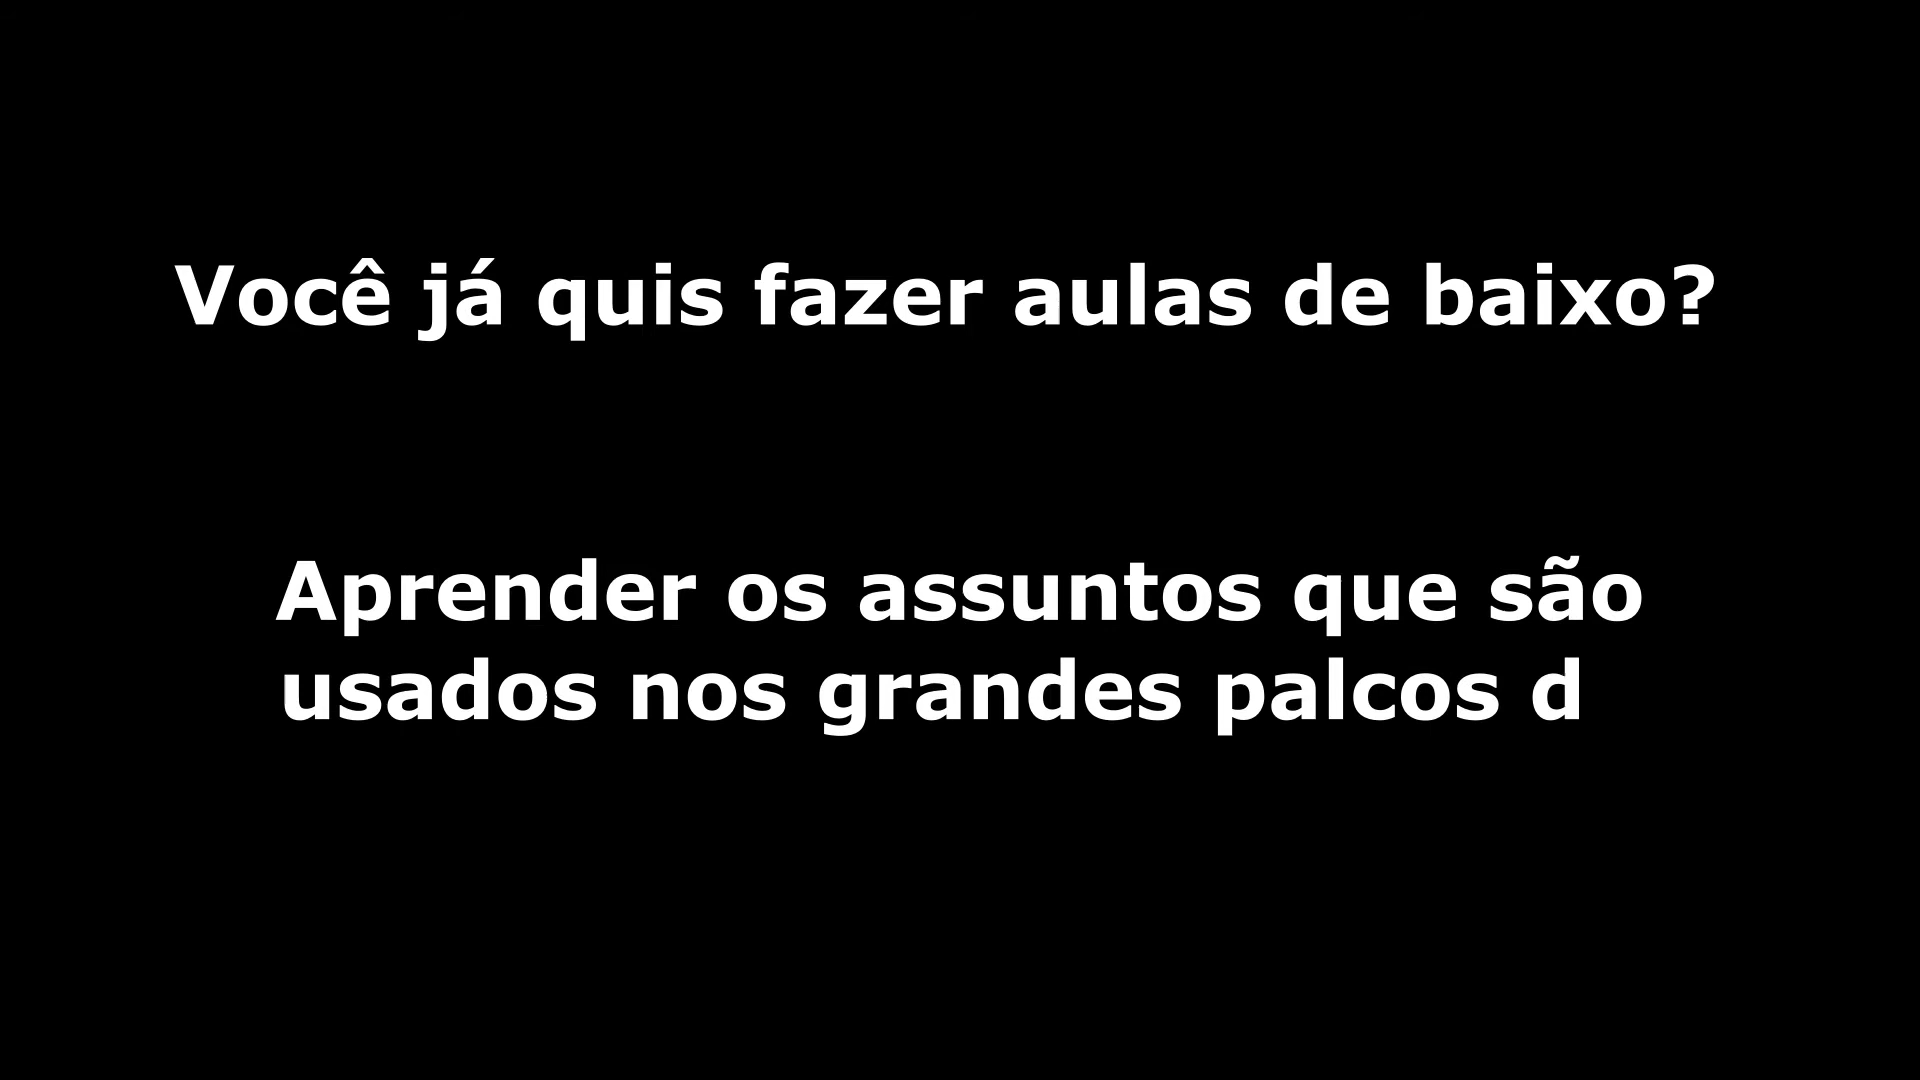 Você já quis fazer aulas de baixo?
Aprender os assuntos que são
usados nos grandes palcos d